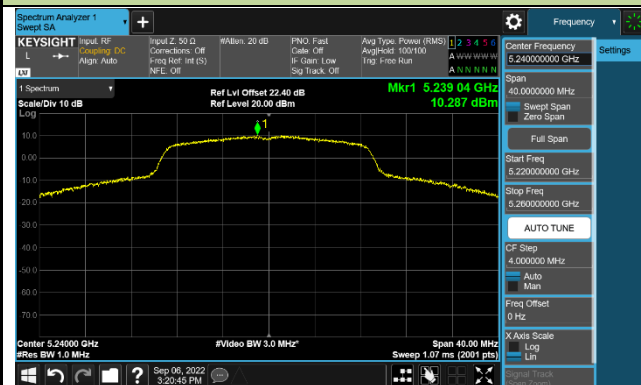 Spectrum Analyzer 1
Swept SA
Frequency
KEYSIGHT
Input: RF
Coupling: DC
Align: Auto
Input Z: 50 Ω
Corrections: Off
Freq Ref: Int (S)
NFE: Off
#Atten: 20 dB
PNO: Fast
Gate: Off
IF Gain: Low
Sig Track: Off
Avg Type: Power (RMS)
Avg|Hold: 100/100
Trig: Free Run
1 2 3 4 5 6
A W W W W W
A N N N N N
L
1 Spectrum
Scale/Div 10 dB
Log
Ref Lvl Offset 22.40 dB
Ref Level 20.00 dBm
Mkr1 5.239 04 GHz
10.287 dBm
1
10.0
0.00
10.0
20.0
30.0
40.0
-50.0
60.0
70.0
Center 5.24000 GHz
#Res BW 1.0 MHz
#Video BW 3.0 MHz*
Span 40.00 MHz
Sweep 1.07 ms (2001 pts)
Center Frequency
5.240000000 GHz
Settings
Span
40.0000000 MHz
Swept Span
Zero Span
Full Span
Start Freq
5.220000000 GHz
Stop Freq
5.260000000 GHz
AUTO TUNE
CF Step
4.000000 MHz
Auto
Man
Freq Offset
0 Hz
X Axis Scale
Log
Lin
Signal Track
Sep 06, 2022
3:20:45 PM